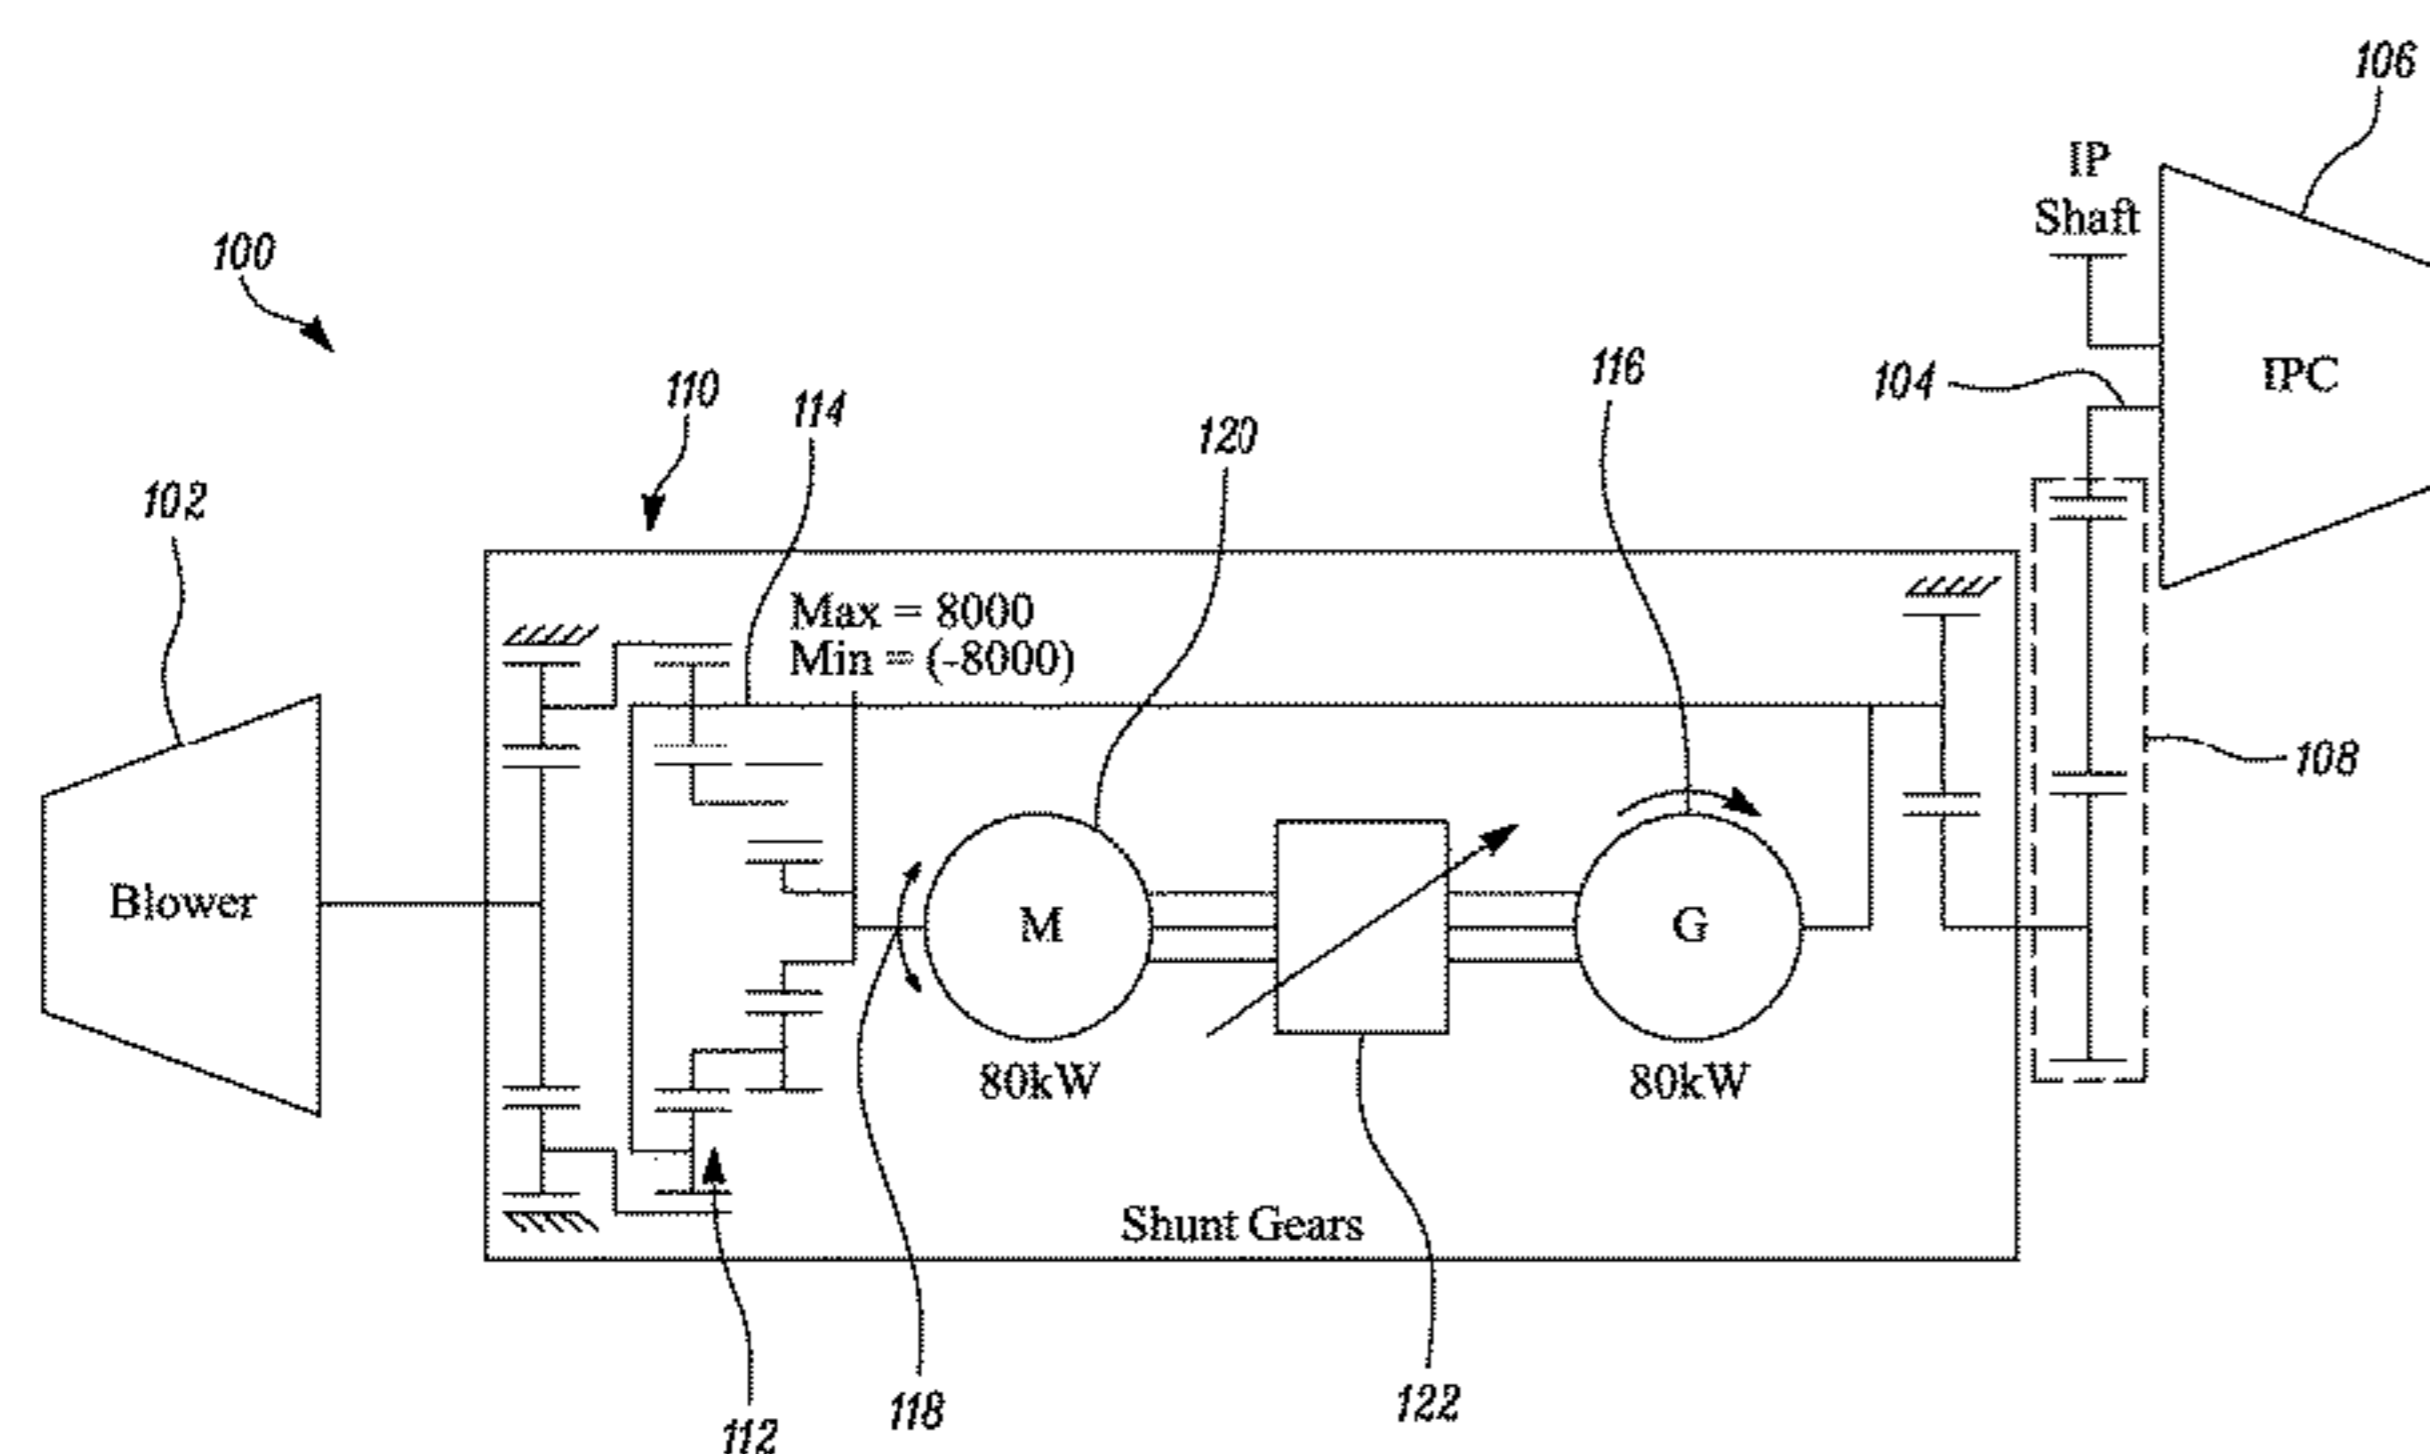 106
IP
Shaft
100
IPC
104
116
110
114
120
102
Max = 8000
Min = (-8000)
108
Blower
M
G
80kW
80kW
Shunt Gears
118
122
112